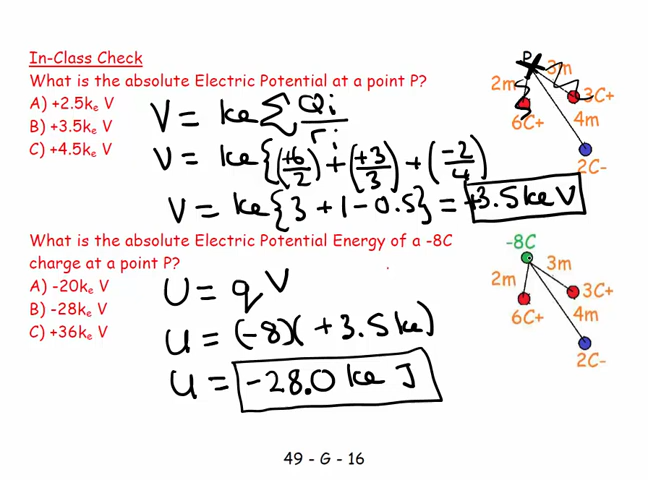 In-Class Check
What is the absolute Electric Potential at a point P?
A) +2.5kₑ V
B) +3.5kₑ V
C) +4.5kₑ V
V = ke Σ Qi/ri
V = ke{(+6/2) + (+3/3) + (-2/4)
V = ke{3 + 1 - 0.5} = +3.5 ke V
P
2m
3m
3C+
6C+
4m
2C-
What is the absolute Electric Potential Energy of a -8C
charge at a point P?
A) -20kₑ V
B) -28kₑ V
C) +36kₑ V
U = qV
U = (-8)(+3.5ke)
U = -28.0 ke J
-8C
2m
3m
3C+
6C+
4m
2C-
49 - G - 16